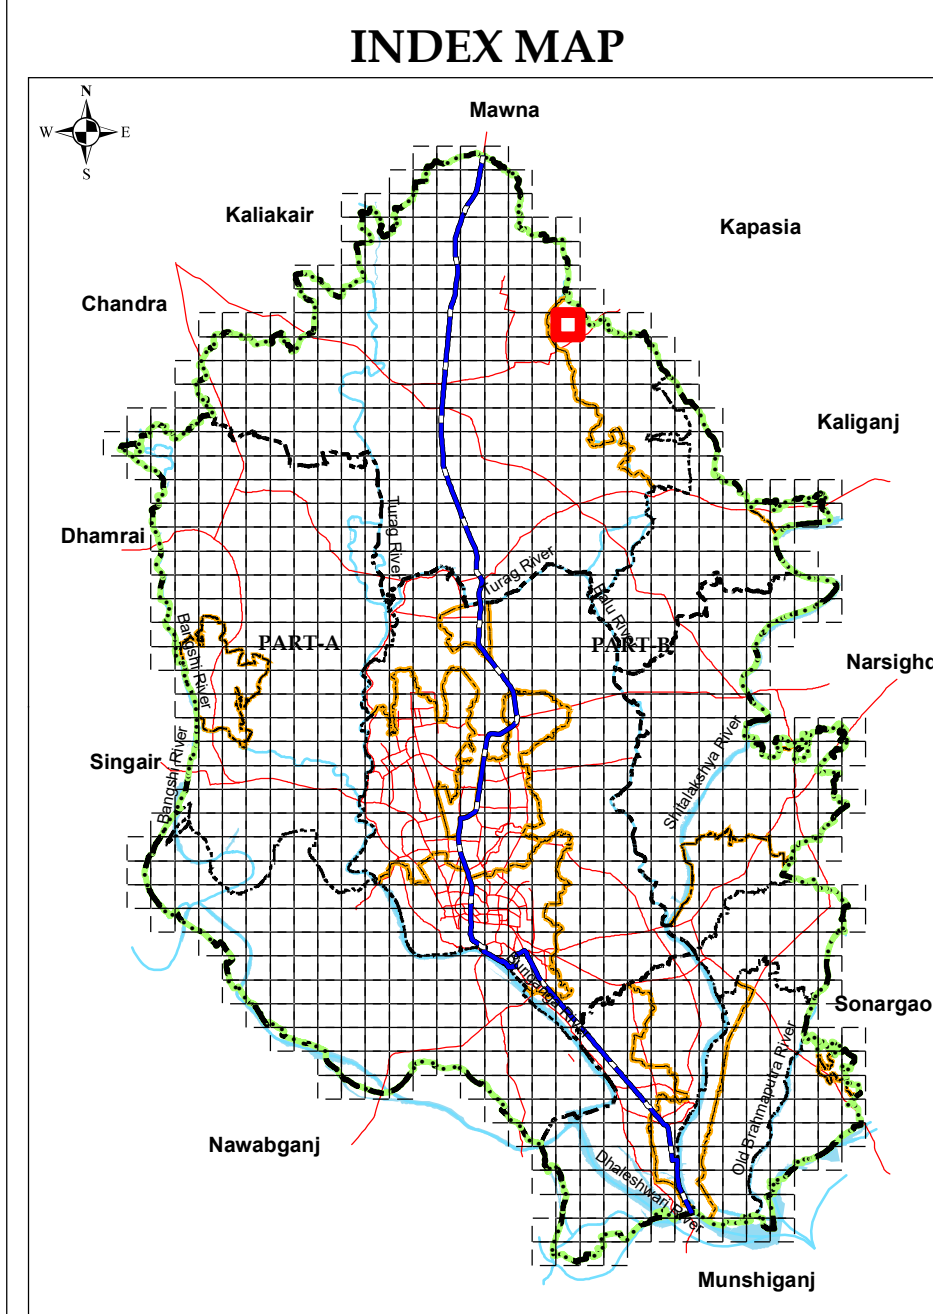 INDEX MAP
N
W E
S
Mawna
Kaliakair
Kapasia
Chandra
Kaliganj
Dhamrai
Turag River
Turag River
Balu River
Bangshi River
PART-A
PART-B
Narsighd
Shitalakshya River
Singair
Bangshi River
Buriganga River
Sonargao
Old Brahmaputra River
Nawabganj
Dhaleshwari River
Munshiganj